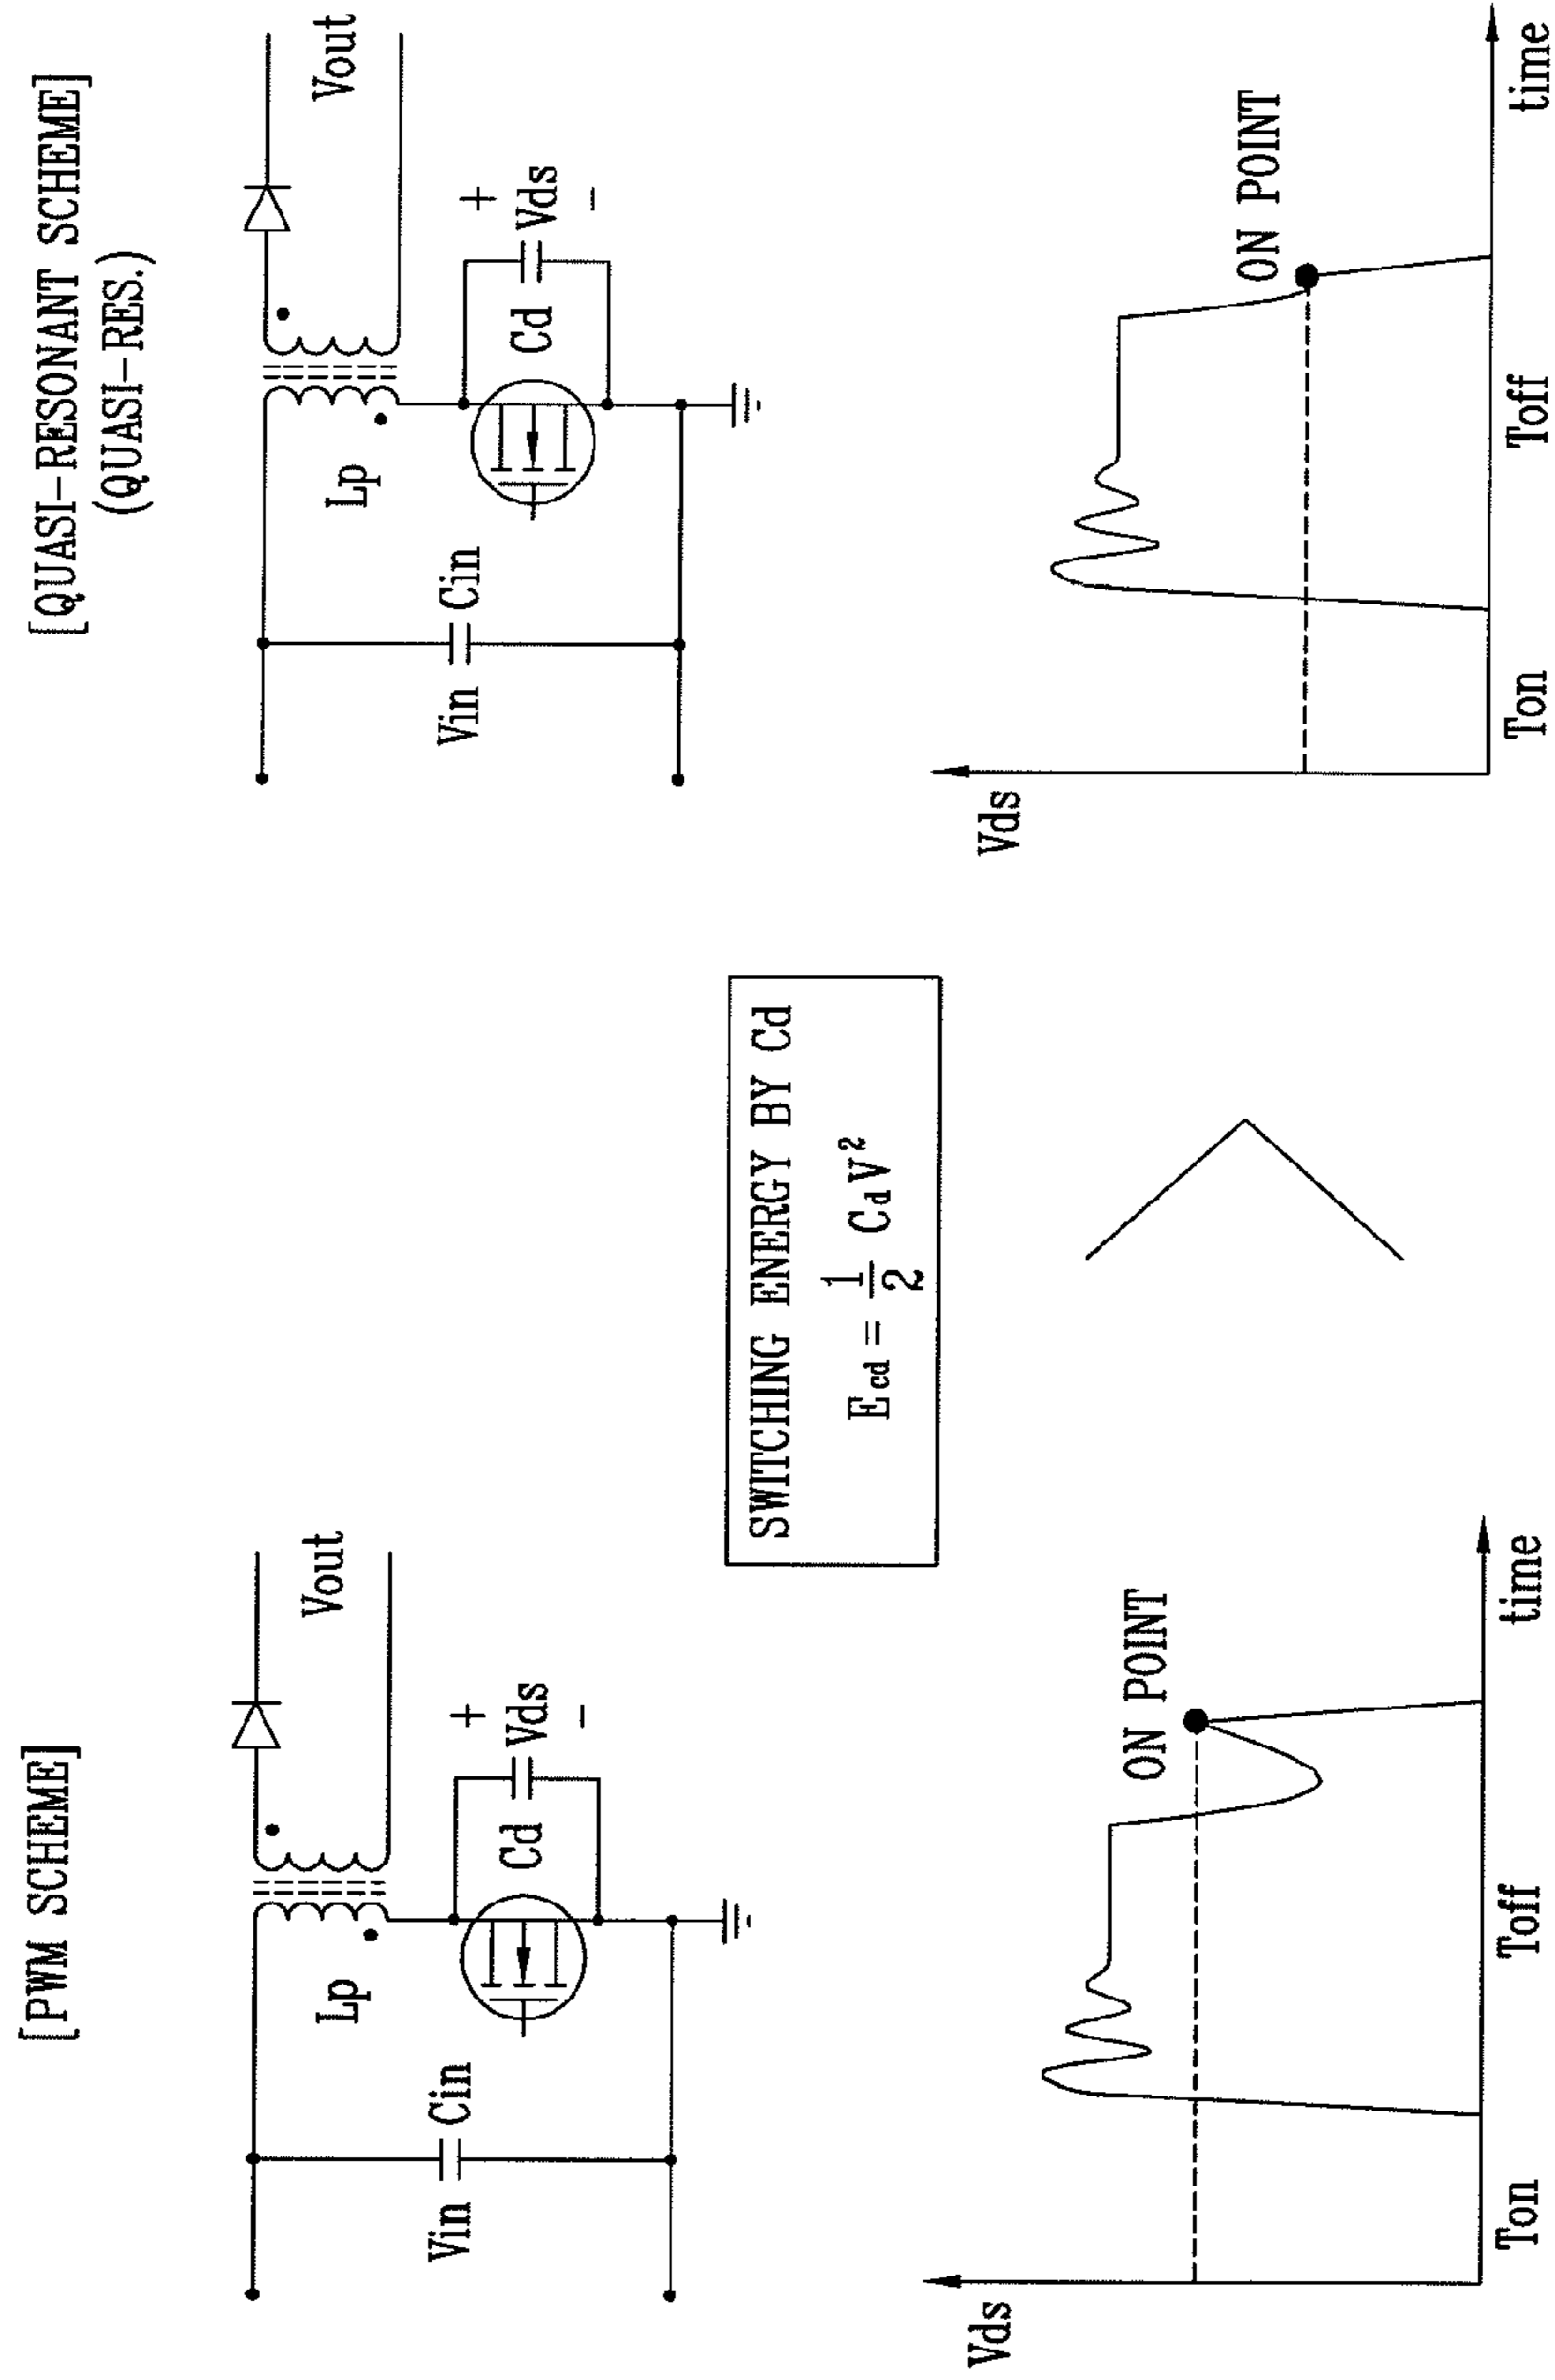 [PWM SCHEME]
Vin
Cin
Lp
Cd
+
Vds
-
Vout
Vds
ON POINT
Ton
Toff
time
SWITCHING ENERGY BY Cd
Ecd = 1/2 CdV²
[QUASI-RESONANT SCHEME]
(QUASI-RES.)
Vin
Cin
Lp
Cd
+
Vds
-
Vout
Vds
ON POINT
Ton
Toff
time